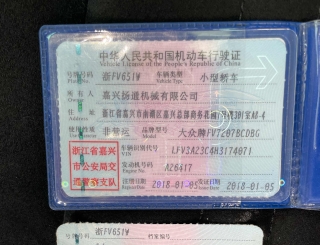 中华人民共和国机动车行驶证
Vehicle License of the People's Republic of China
号牌号码 浙FV651W 车辆类型 小型轿车
Plate No. Vehicle Type
所有人 嘉兴扬道机械有限公司
Owner
住址
Address
使用性质 非营运 品牌型号 大众牌FV7207BCDBG
Use Character Model
浙江省嘉兴
市公安局交
通警察支队
车辆识别代号 LFV3A23C4H3174071
VIN
发动机号码 A26417
Engine No.
注册日期 2018-01-05 发证日期 2018-01-05
浙FV651W
档案编号